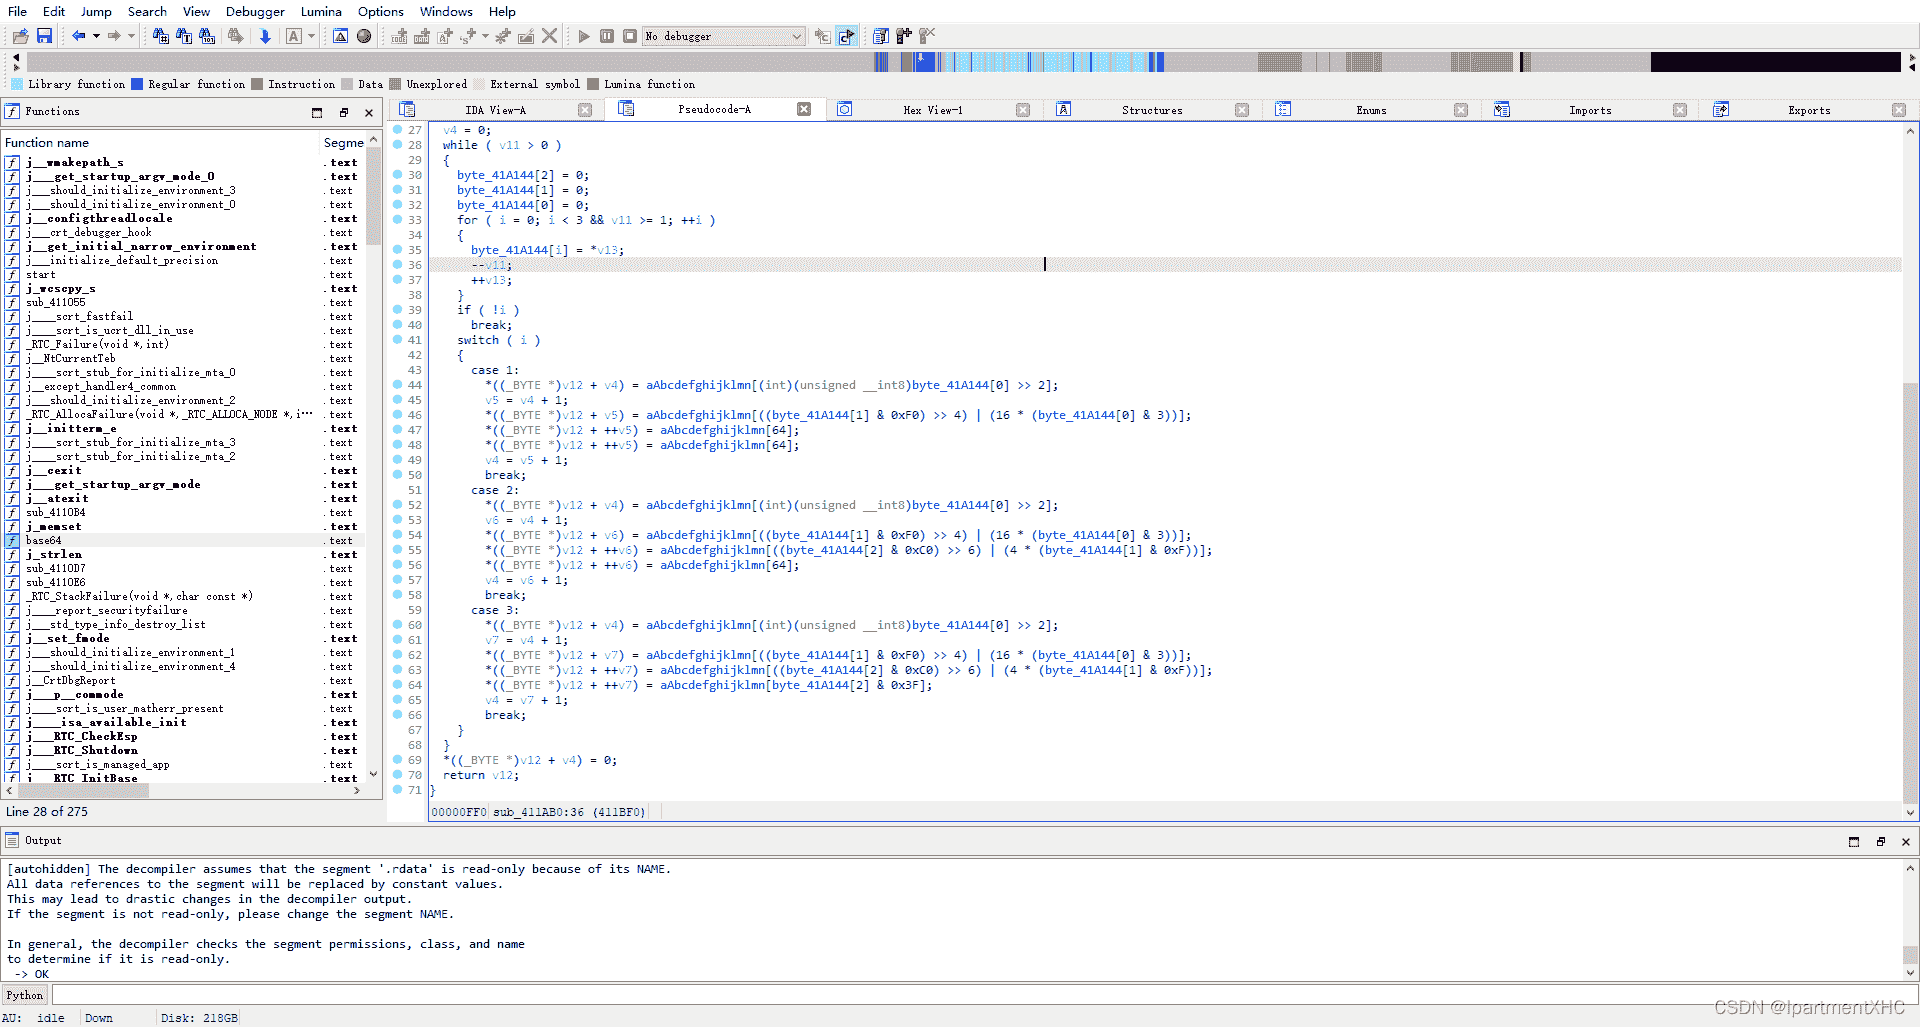 File Edit Jump Search View Debugger Lumina Options Windows Help
No debugger
Library function Regular function Instruction Data Unexplored External symbol Lumina function
Functions
Function name Segme
j__wmakepath_s .text
j___get_startup_argv_mode_0 .text
j___should_initialize_environment_3 .text
j___should_initialize_environment_0 .text
j__configthreadlocale .text
j___crt_debugger_hook .text
j__get_initial_narrow_environment .text
j___initialize_default_precision .text
start .text
j_wcscpy_s .text
sub_411055 .text
j____scrt_fastfail .text
j____scrt_is_ucrt_dll_in_use .text
_RTC_Failure(void *,int) .text
j__NtCurrentTeb .text
j____scrt_stub_for_initialize_mta_0 .text
j__except_handler4_common .text
j___should_initialize_environment_2 .text
_RTC_AllocaFailure(void *,_RTC_ALLOCA_NODE *,i··· .text
j__initterm_e .text
j____scrt_stub_for_initialize_mta_3 .text
j____scrt_stub_for_initialize_mta_2 .text
j__cexit .text
j___get_startup_argv_mode .text
j__atexit .text
sub_4110B4 .text
j_memset .text
base64 .text
j_strlen .text
sub_4110D7 .text
sub_4110E6 .text
_RTC_StackFailure(void *,char const *) .text
j____report_securityfailure .text
j___std_type_info_destroy_list .text
j__set_fmode .text
j___should_initialize_environment_1 .text
j___should_initialize_environment_4 .text
j__CrtDbgReport .text
j___p__commode .text
j____scrt_is_user_matherr_present .text
j____isa_available_init .text
j___RTC_CheckEsp .text
j___RTC_Shutdown .text
j____scrt_is_managed_app .text
j___RTC_InitBase .text
Line 28 of 275
IDA View-A Pseudocode-A Hex View-1 Structures Enums Imports Exports
27 v4 = 0;
28 while ( v11 > 0 )
29 {
30 byte_41A144[2] = 0;
31 byte_41A144[1] = 0;
32 byte_41A144[0] = 0;
33 for ( i = 0; i < 3 && v11 >= 1; ++i )
34 {
35 byte_41A144[i] = *v13;
36 --v11;
37 ++v13;
38 }
39 if ( !i )
40 break;
41 switch ( i )
42 {
43 case 1:
44 *((_BYTE *)v12 + v4) = aAbcdefghijklmn[(int)(unsigned __int8)byte_41A144[0] >> 2];
45 v5 = v4 + 1;
46 *((_BYTE *)v12 + v5) = aAbcdefghijklmn[((byte_41A144[1] & 0xF0) >> 4) | (16 * (byte_41A144[0] & 3))];
47 *((_BYTE *)v12 + ++v5) = aAbcdefghijklmn[64];
48 *((_BYTE *)v12 + ++v5) = aAbcdefghijklmn[64];
49 v4 = v5 + 1;
50 break;
51 case 2:
52 *((_BYTE *)v12 + v4) = aAbcdefghijklmn[(int)(unsigned __int8)byte_41A144[0] >> 2];
53 v6 = v4 + 1;
54 *((_BYTE *)v12 + v6) = aAbcdefghijklmn[((byte_41A144[1] & 0xF0) >> 4) | (16 * (byte_41A144[0] & 3))];
55 *((_BYTE *)v12 + ++v6) = aAbcdefghijklmn[((byte_41A144[2] & 0xC0) >> 6) | (4 * (byte_41A144[1] & 0xF))];
56 *((_BYTE *)v12 + ++v6) = aAbcdefghijklmn[64];
57 v4 = v6 + 1;
58 break;
59 case 3:
60 *((_BYTE *)v12 + v4) = aAbcdefghijklmn[(int)(unsigned __int8)byte_41A144[0] >> 2];
61 v7 = v4 + 1;
62 *((_BYTE *)v12 + v7) = aAbcdefghijklmn[((byte_41A144[1] & 0xF0) >> 4) | (16 * (byte_41A144[0] & 3))];
63 *((_BYTE *)v12 + ++v7) = aAbcdefghijklmn[((byte_41A144[2] & 0xC0) >> 6) | (4 * (byte_41A144[1] & 0xF))];
64 *((_BYTE *)v12 + ++v7) = aAbcdefghijklmn[byte_41A144[2] & 0x3F];
65 v4 = v7 + 1;
66 break;
67 }
68 }
69 *((_BYTE *)v12 + v4) = 0;
70 return v12;
71 }
00000FF0 sub_411AB0:36 (411BF0)
Output
[autohidden] The decompiler assumes that the segment '.rdata' is read-only because of its NAME.
All data references to the segment will be replaced by constant values.
This may lead to drastic changes in the decompiler output.
If the segment is not read-only, please change the segment NAME.
In general, the decompiler checks the segment permissions, class, and name
to determine if it is read-only.
-> OK
Python
AU: idle Down Disk: 218GB
CSDN @IpartmentXHC